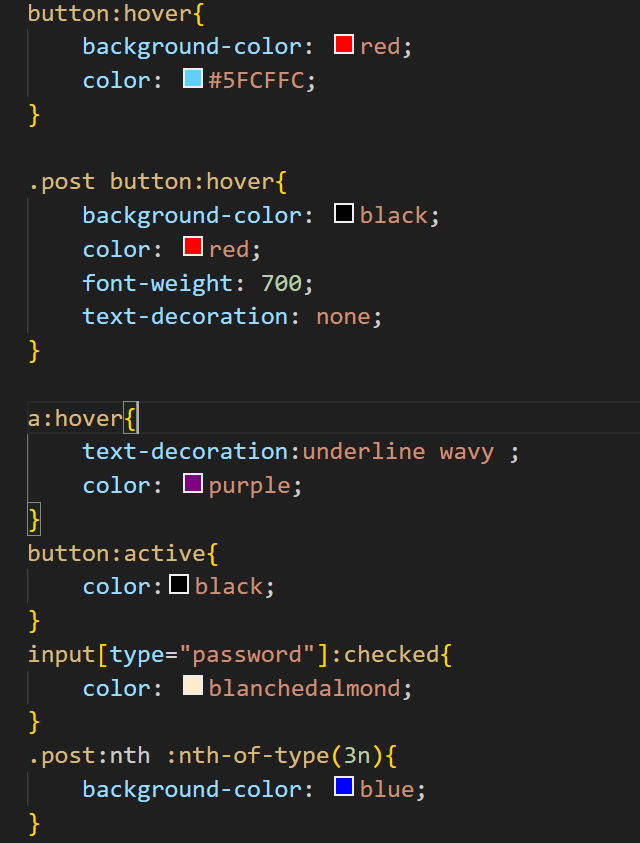 button:hover{
    background-color: red;
    color: #5FCFFC;
}

.post button:hover{
    background-color: black;
    color: red;
    font-weight: 700;
    text-decoration: none;
}

a:hover{
    text-decoration:underline wavy ;
    color: purple;
}
button:active{
    color:black;
}
input[type="password"]:checked{
    color: blanchedalmond;
}
.post:nth :nth-of-type(3n){
    background-color: blue;
}